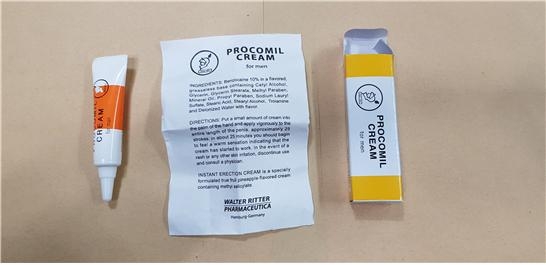 PROCOMIL
CREAM
PROCOMIL
CREAM
for men
INGREDIENTS: Benzocaine 10% in a flavored,
greaseless base containing Cetyl Alcohol,
Glycerin, Glycerin Stearate, Methyl Paraben,
Mineral Oil, Propyl Paraben, Sodium Lauryl
Sulfate, Stearic Acid, Stearyl Alcohol, Trolamine
and Deionized Water with flavor.
DIRECTIONS: Put a small amount of cream into
the palm of the hand and apply vigorously to the
entire length of the penis, approximately 25
strokes, in about 25 minutes you should begin
to feel a warm sensation indicating that the
cream has started to work, in the event of a
rash or any other skin irritation, discontinue use
and consult a physician.
INSTANT ERECTION CREAM is a specially
formulated true fruit pineapple-flavored cream
containing methyl salicylate.
WALTER RITTER
PHARMACEUTICA
Hamburg-Germany
PROCOMIL
CREAM
for men